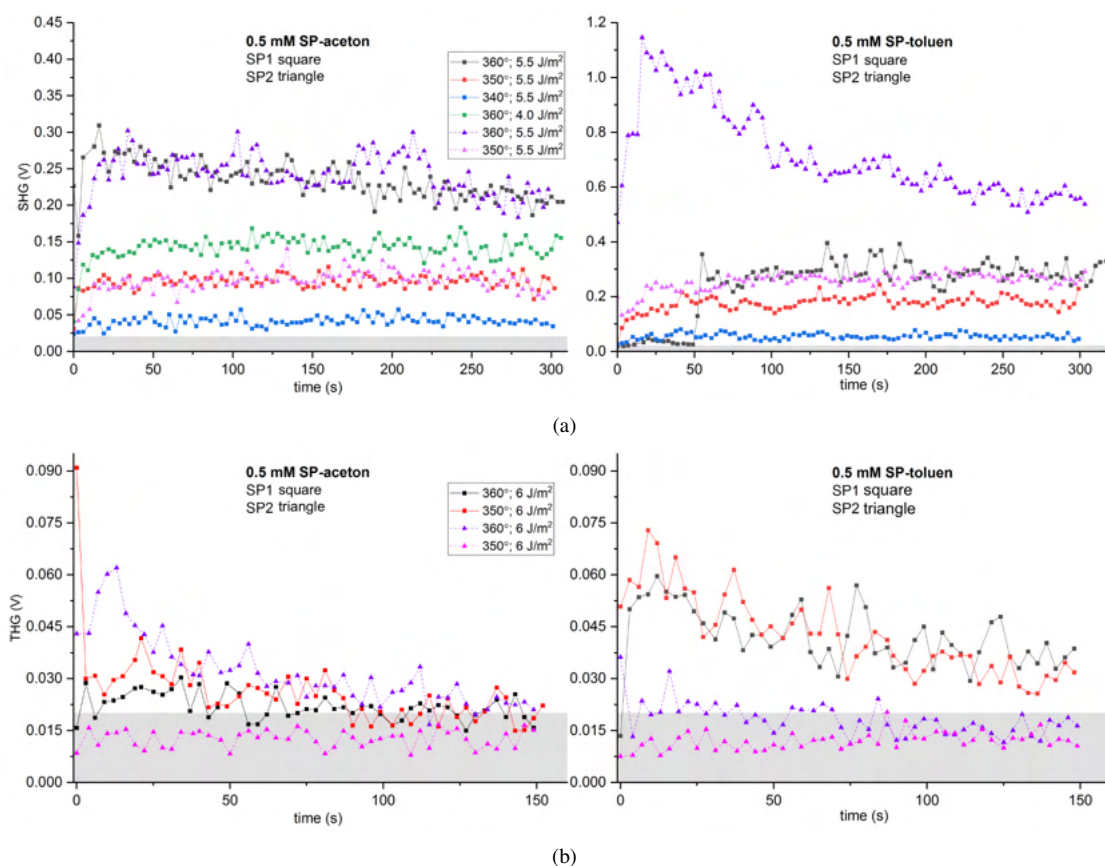 0.5 mM SP-aceton
SP1 square
SP2 triangle
360°; 5.5 J/m²
350°; 5.5 J/m²
340°; 5.5 J/m²
360°; 4.0 J/m²
360°; 5.5 J/m²
350°; 5.5 J/m²
SHG (V)
0.45
0.40
0.35
0.30
0.25
0.20
0.15
0.10
0.05
0.00
0 50 100 150 200 250 300
time (s)
0.5 mM SP-toluen
SP1 square
SP2 triangle
1.2
1.0
0.8
0.6
0.4
0.2
0.0
0 50 100 150 200 250 300
time (s)
(a)
0.5 mM SP-aceton
SP1 square
SP2 triangle
360°; 6 J/m²
350°; 6 J/m²
360°; 6 J/m²
350°; 6 J/m²
THG (V)
0.090
0.075
0.060
0.045
0.030
0.015
0.000
0 50 100 150
time (s)
0.5 mM SP-toluen
SP1 square
SP2 triangle
0.090
0.075
0.060
0.045
0.030
0.015
0.000
0 50 100 150
time (s)
(b)